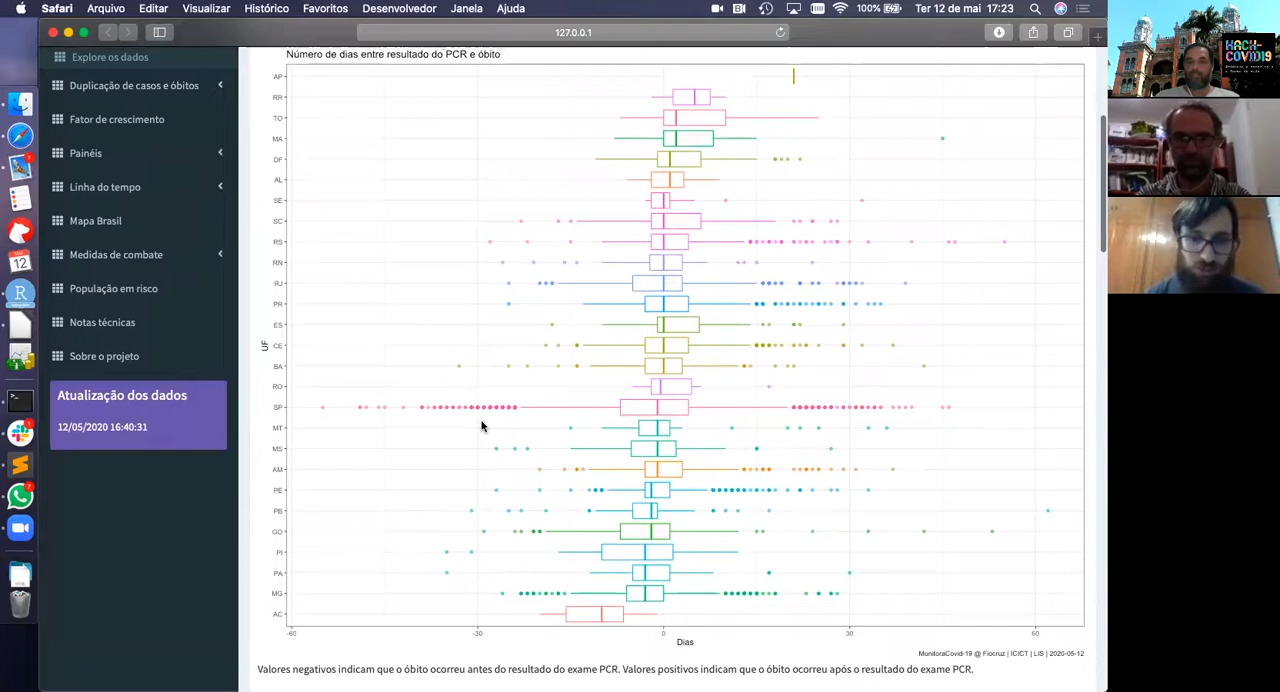 Safari Arquivo Editar Visualizar Histórico Favoritos Desenvolvedor Janela Ajuda 100% Ter 12 de mai 17:23
127.0.0.1
Explore os dados
Duplicação de casos e óbitos
Fator de crescimento
Painéis
Linha do tempo
Mapa Brasil
Medidas de combate
População em risco
Notas técnicas
Sobre o projeto
Atualização dos dados
12/05/2020 16:40:31
Número de dias entre resultado do PCR e óbito
UF
AP
RR
TO
MA
DF
AL
SE
SC
RS
RN
RJ
PR
ES
CE
BA
RO
SP
MT
MS
AM
PE
PB
GO
PI
PA
MG
AC
-60 -30 0 30 60
Dias
MonitoraCovid-19 @ Fiocruz | ICICT | LIS | 2020-05-12
Valores negativos indicam que o óbito ocorreu antes do resultado do exame PCR. Valores positivos indicam que o óbito ocorreu após o resultado do exame PCR.
HACK-
COVID19